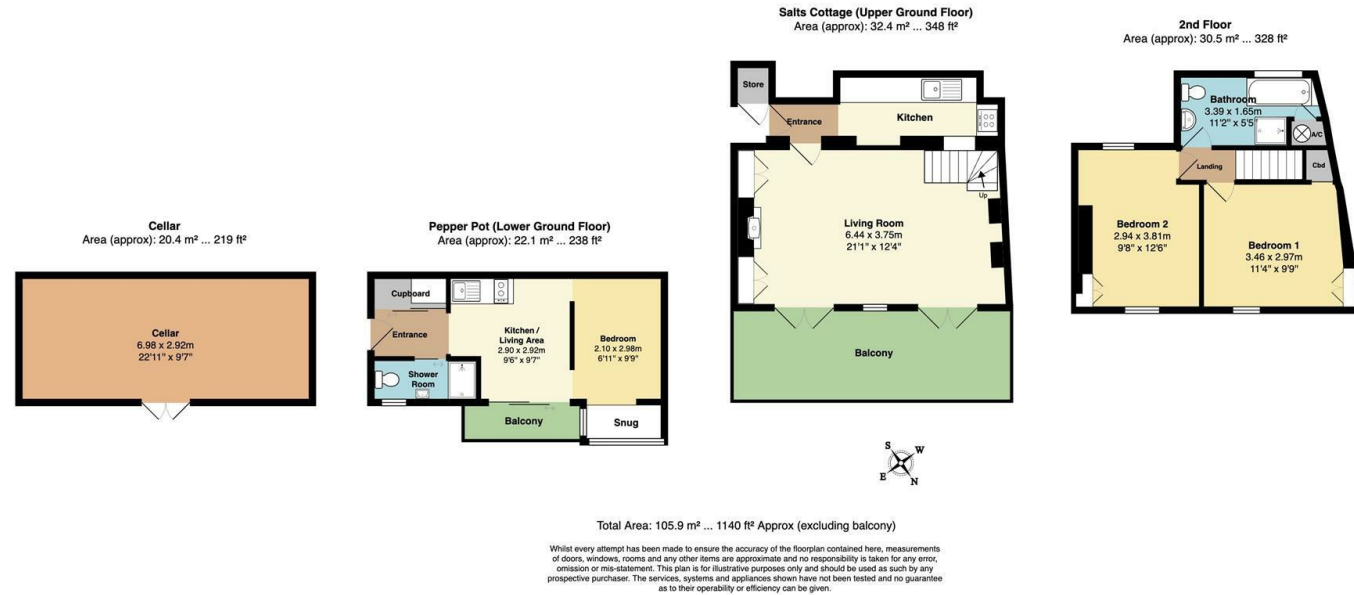 Salts Cottage (Upper Ground Floor)
Area (approx): 32.4 m² ... 348 ft²
2nd Floor
Area (approx): 30.5 m² ... 328 ft²
Cellar
Area (approx): 20.4 m² ... 219 ft²
Pepper Pot (Lower Ground Floor)
Area (approx): 22.1 m² ... 238 ft²
Cellar
6.98 x 2.92m
22'11" x 9'7"
Cupboard
Entrance
Shower
Room
Kitchen /
Living Area
2.90 x 2.92m
9'6" x 9'7"
Bedroom
2.10 x 2.98m
6'11" x 9'9"
Balcony
Snug
Store
Entrance
Kitchen
Up
Living Room
6.44 x 3.75m
21'1" x 12'4"
Balcony
Bathroom
3.39 x 1.65m
11'2" x 5'5"
A/C
Landing
Cbd
Bedroom 2
2.94 x 3.81m
9'8" x 12'6"
Bedroom 1
3.46 x 2.97m
11'4" x 9'9"
S
W
E
N
Total Area: 105.9 m² ... 1140 ft² Approx (excluding balcony)
Whilst every attempt has been made to ensure the accuracy of the floorplan contained here, measurements
of doors, windows, rooms and any other items are approximate and no responsibility is taken for any error,
omission or mis-statement. This plan is for illustrative purposes only and should be used as such by any
prospective purchaser. The services, systems and appliances shown have not been tested and no guarantee
as to their operability or efficiency can be given.